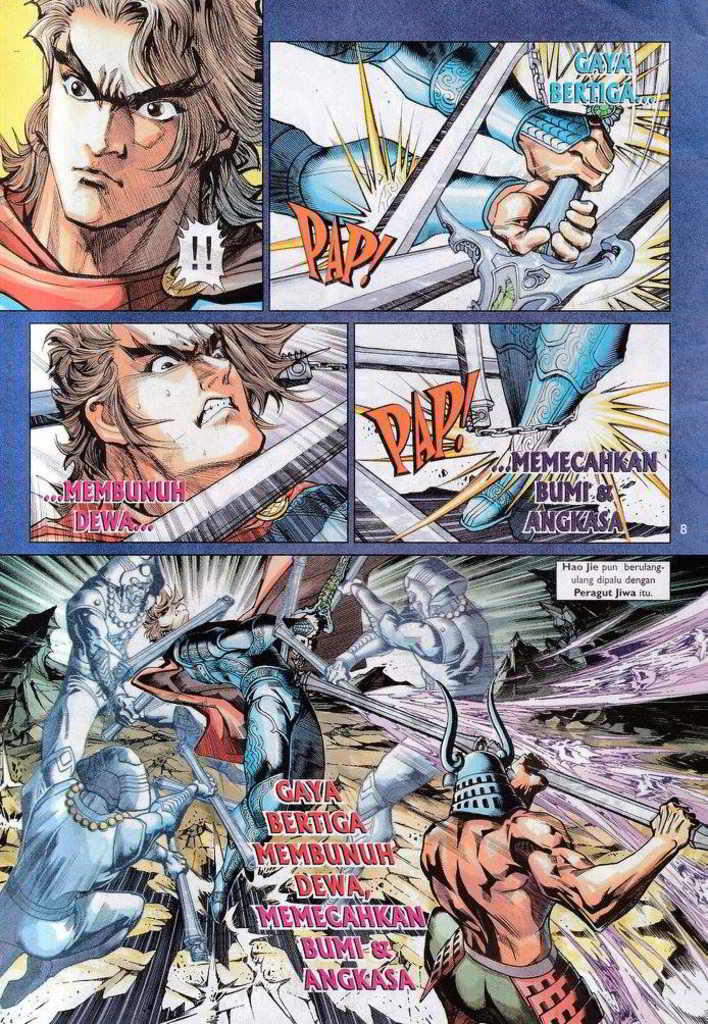 !!
GAYA
BERTIGA...
PAP!
...MEMBUNUH
DEWA...
PAP!
...MEMECAHKAN
BUMI &
ANGKASA
8
Hao Jie pun berulang-
ulang dipalu dengan
Peragut Jiwa itu.
GAYA
BERTIGA
MEMBUNUH
DEWA,
MEMECAHKAN
BUMI &
ANGKASA